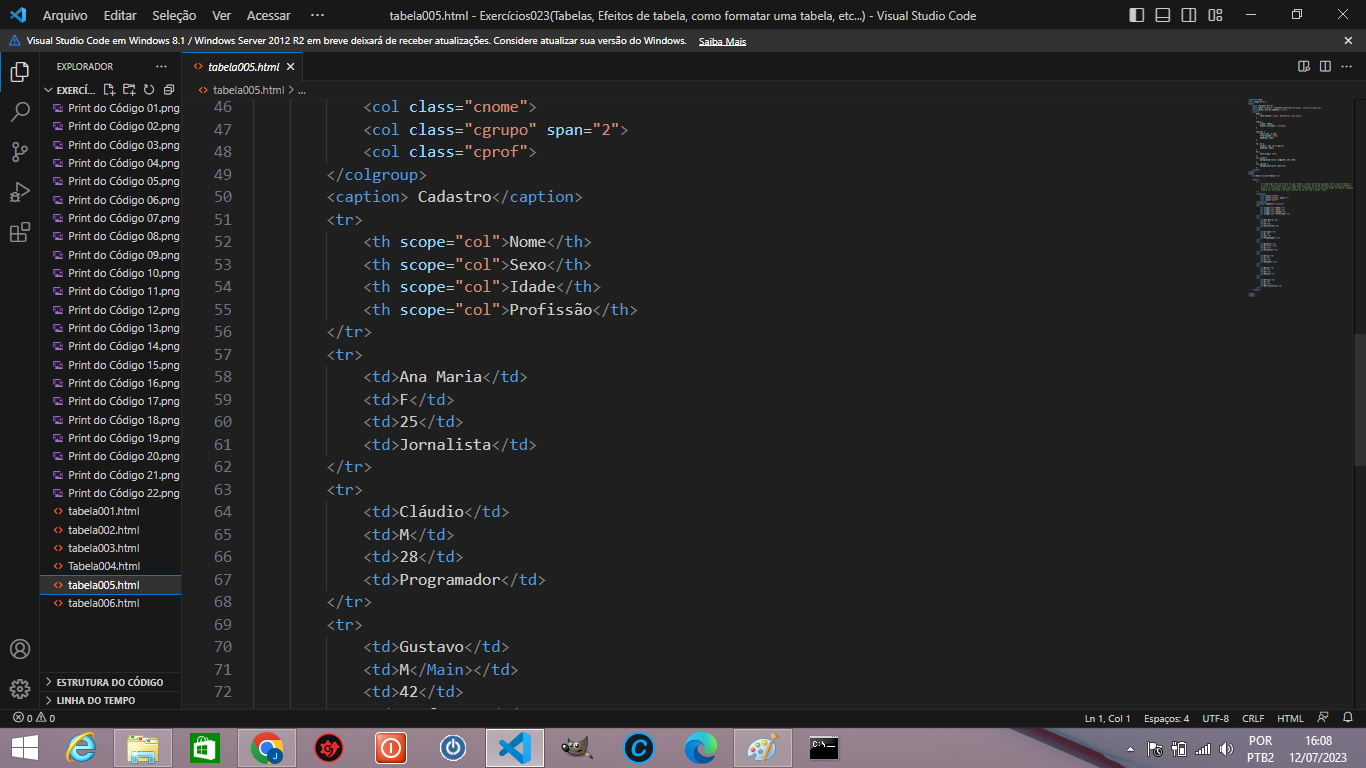 Arquivo Editar Seleção Ver Acessar ··· tabela005.html - Exercícios023(Tabelas, Efeitos de tabela, como formatar uma tabela, etc...) - Visual Studio Code
Visual Studio Code em Windows 8.1 / Windows Server 2012 R2 em breve deixará de receber atualizações. Considere atualizar sua versão do Windows. Saiba Mais
EXPLORADOR ···
EXERCÍ...
Print do Código 01.png
Print do Código 02.png
Print do Código 03.png
Print do Código 04.png
Print do Código 05.png
Print do Código 06.png
Print do Código 07.png
Print do Código 08.png
Print do Código 09.png
Print do Código 10.png
Print do Código 11.png
Print do Código 12.png
Print do Código 13.png
Print do Código 14.png
Print do Código 15.png
Print do Código 16.png
Print do Código 17.png
Print do Código 18.png
Print do Código 19.png
Print do Código 20.png
Print do Código 21.png
Print do Código 22.png
tabela001.html
tabela002.html
tabela003.html
Tabela004.html
tabela005.html
tabela006.html
ESTRUTURA DO CÓDIGO
LINHA DO TEMPO
tabela005.html
tabela005.html > ...
46 <col class="cnome">
47 <col class="cgrupo" span="2">
48 <col class="cprof">
49 </colgroup>
50 <caption> Cadastro</caption>
51 <tr>
52 <th scope="col">Nome</th>
53 <th scope="col">Sexo</th>
54 <th scope="col">Idade</th>
55 <th scope="col">Profissão</th>
56 </tr>
57 <tr>
58 <td>Ana Maria</td>
59 <td>F</td>
60 <td>25</td>
61 <td>Jornalista</td>
62 </tr>
63 <tr>
64 <td>Cláudio</td>
65 <td>M</td>
66 <td>28</td>
67 <td>Programador</td>
68 </tr>
69 <tr>
70 <td>Gustavo</td>
71 <td>M</Main></td>
72 <td>42</td>
0 0 Ln 1, Col 1 Espaços: 4 UTF-8 CRLF HTML
POR 16:08
PTB2 12/07/2023